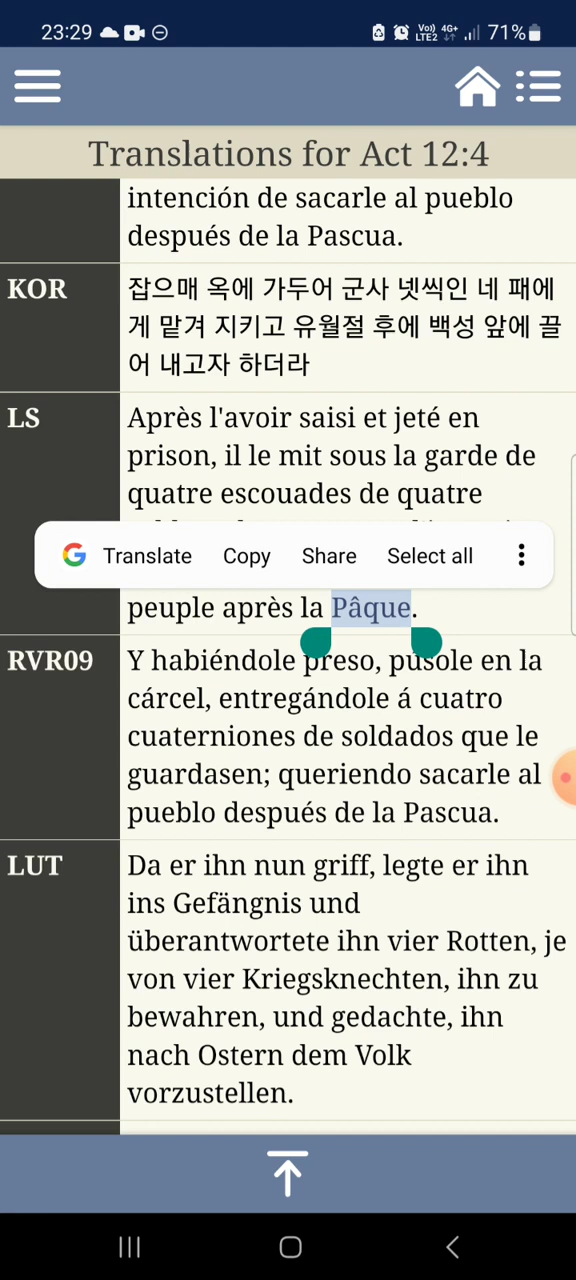 23:29 Vo) LTE2 4G+ 71%
Translations for Act 12:4
intención de sacarle al pueblo
después de la Pascua.
KOR
잡으매 옥에 가두어 군사 넷씩인 네 패에
게 맡겨 지키고 유월절 후에 백성 앞에 끌
어 내고자 하더라
LS
Après l'avoir saisi et jeté en
prison, il le mit sous la garde de
quatre escouades de quatre
Translate Copy Share Select all
peuple après la Pâque.
RVR09
Y habiéndole preso, púsole en la
cárcel, entregándole á cuatro
cuaterniones de soldados que le
guardasen; queriendo sacarle al
pueblo después de la Pascua.
LUT
Da er ihn nun griff, legte er ihn
ins Gefängnis und
überantwortete ihn vier Rotten, je
von vier Kriegsknechten, ihn zu
bewahren, und gedachte, ihn
nach Ostern dem Volk
vorzustellen.